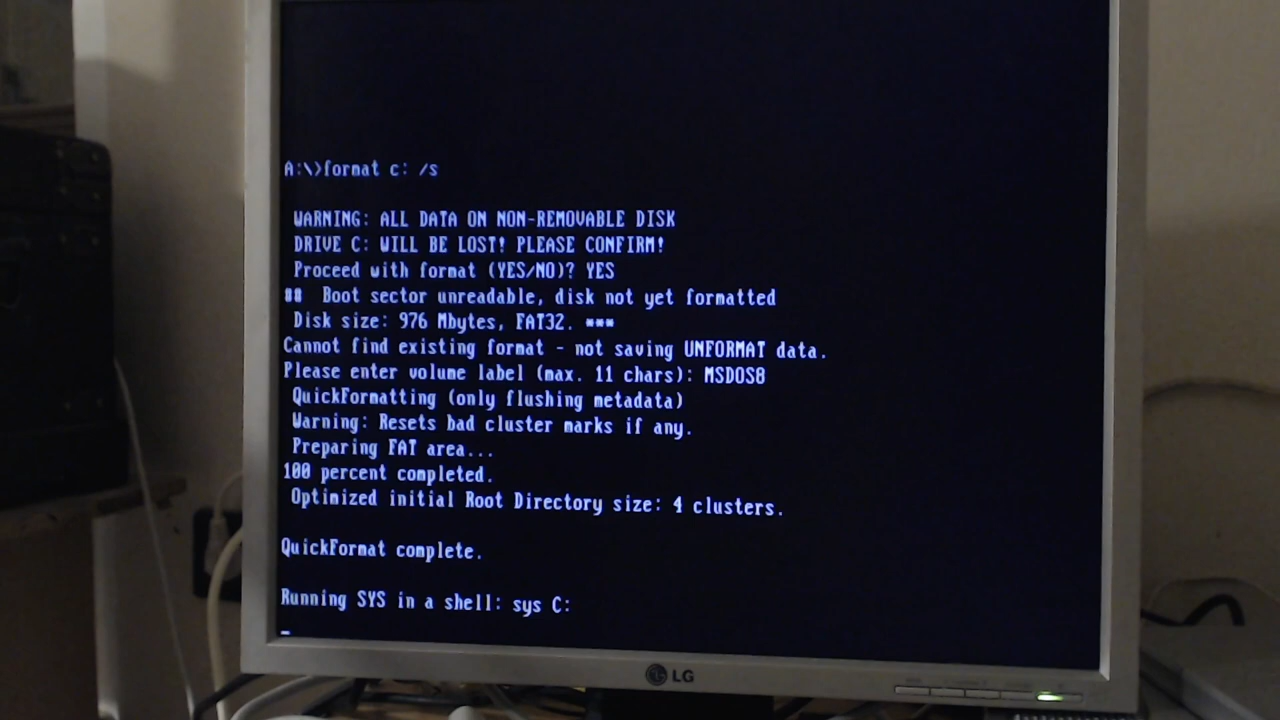 A:\>format c: /s
WARNING: ALL DATA ON NON-REMOVABLE DISK
DRIVE C: WILL BE LOST! PLEASE CONFIRM!
Proceed with format (YES/NO)? YES
## Boot sector unreadable, disk not yet formatted
Disk size: 976 Mbytes, FAT32. ***
Cannot find existing format - not saving UNFORMAT data.
Please enter volume label (max. 11 chars): MSDOS8
QuickFormatting (only flushing metadata)
Warning: Resets bad cluster marks if any.
Preparing FAT area...
100 percent completed.
Optimized initial Root Directory size: 4 clusters.
QuickFormat complete.
Running SYS in a shell: sys C:
LG